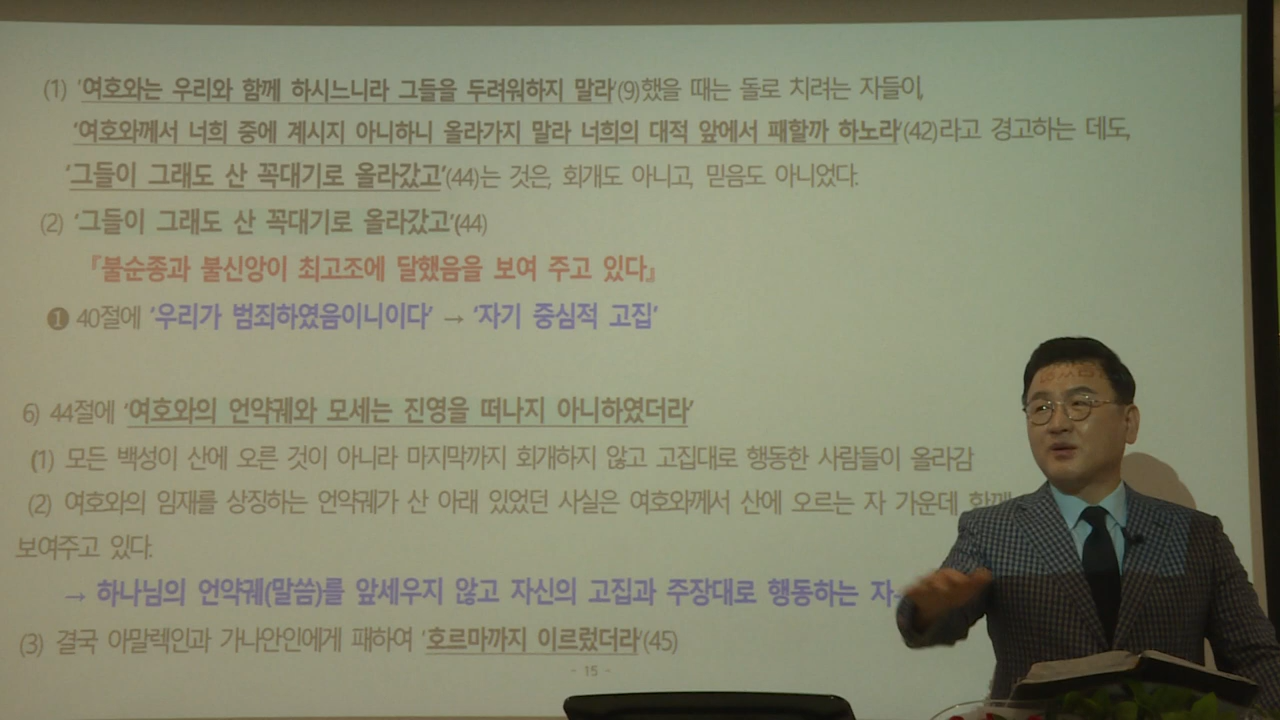 (1) '여호와는 우리와 함께 하시느니라 그들을 두려워하지 말라'(9)했을 때는 돌로 치려는 자들이,
'여호와께서 너희 중에 계시지 아니하니 올라가지 말라 너희의 대적 앞에서 패할까 하노라'(42)라고 경고하는 데도,
'그들이 그래도 산 꼭대기로 올라갔고'(44)는 것은, 회개도 아니고, 믿음도 아니었다.
(2) '그들이 그래도 산 꼭대기로 올라갔고'(44)
『불순종과 불신앙이 최고조에 달했음을 보여 주고 있다』
❶ 40절에 '우리가 범죄하였음이니이다' → '자기 중심적 고집'
6) 44절에 '여호와의 언약궤와 모세는 진영을 떠나지 아니하였더라'
(1) 모든 백성이 산에 오른 것이 아니라 마지막까지 회개하지 않고 고집대로 행동한 사람들이 올라감
(2) 여호와의 임재를 상징하는 언약궤가 산 아래 있었던 사실은 여호와께서 산에 오르는 자 가운데 함께
보여주고 있다.
→ 하나님의 언약궤(말씀)를 앞세우지 않고 자신의 고집과 주장대로 행동하는 자
(3) 결국 아말렉인과 가나안인에게 패하여 '호르마까지 이르렀더라'(45)
- 15 -